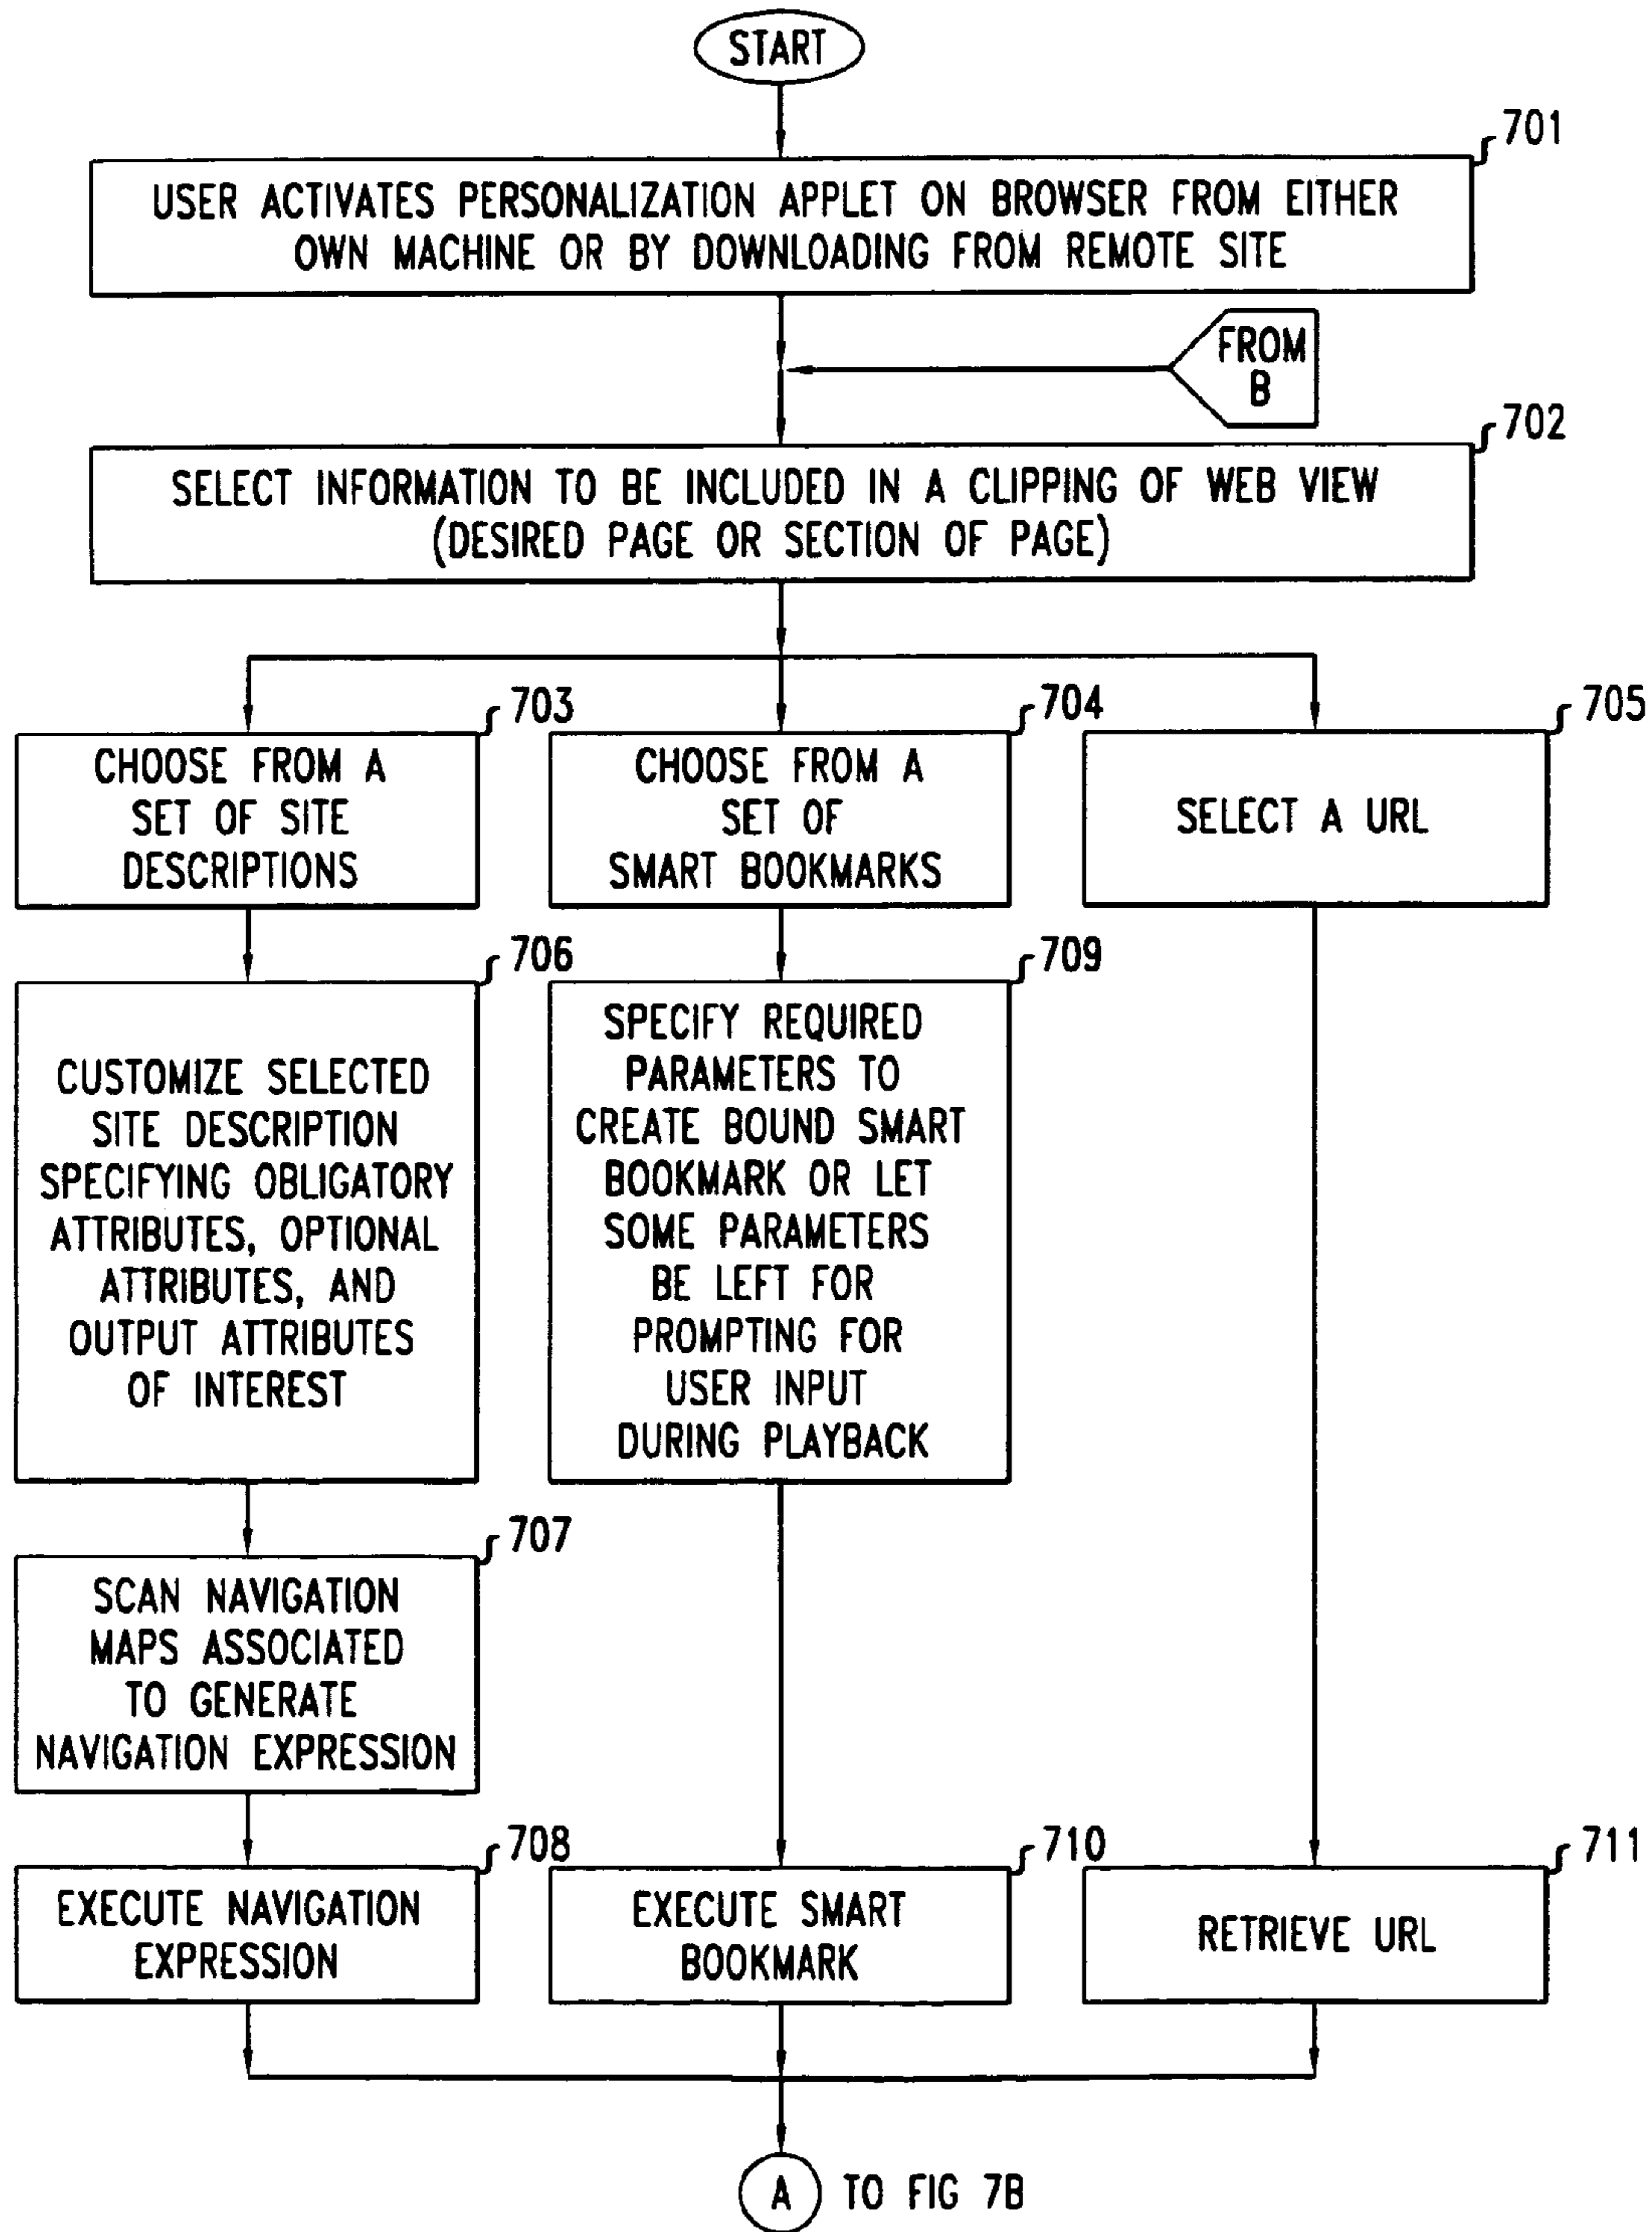 START
701
USER ACTIVATES PERSONALIZATION APPLET ON BROWSER FROM EITHER
OWN MACHINE OR BY DOWNLOADING FROM REMOTE SITE
FROM
B
702
SELECT INFORMATION TO BE INCLUDED IN A CLIPPING OF WEB VIEW
(DESIRED PAGE OR SECTION OF PAGE)
703
CHOOSE FROM A
SET OF SITE
DESCRIPTIONS
704
CHOOSE FROM A
SET OF
SMART BOOKMARKS
705
SELECT A URL
706
CUSTOMIZE SELECTED
SITE DESCRIPTION
SPECIFYING OBLIGATORY
ATTRIBUTES, OPTIONAL
ATTRIBUTES, AND
OUTPUT ATTRIBUTES
OF INTEREST
709
SPECIFY REQUIRED
PARAMETERS TO
CREATE BOUND SMART
BOOKMARK OR LET
SOME PARAMETERS
BE LEFT FOR
PROMPTING FOR
USER INPUT
DURING PLAYBACK
707
SCAN NAVIGATION
MAPS ASSOCIATED
TO GENERATE
NAVIGATION EXPRESSION
708
EXECUTE NAVIGATION
EXPRESSION
710
EXECUTE SMART
BOOKMARK
711
RETRIEVE URL
A TO FIG 7B